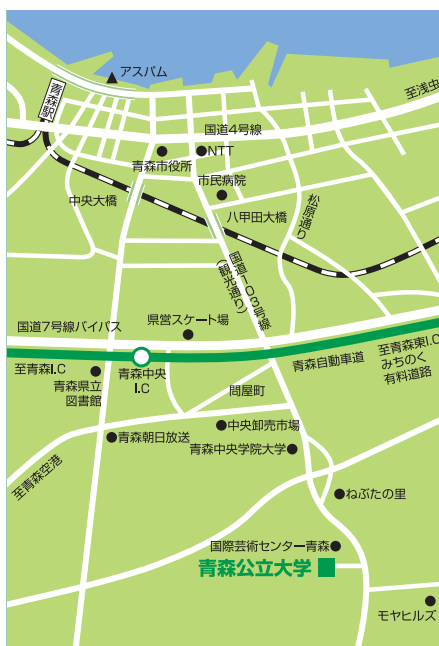 アスパム
青森駅
至浅虫
国道4号線
青森市役所
NTT
市民病院
中央大橋
八甲田大橋
松原通り
国道103号線
(観光通り)
国道7号線バイパス
県営スケート場
至青森I.C
青森中央
I.C
青森自動車道
至青森東I.C
みちのく
有料道路
青森県立
図書館
問屋町
中央卸売市場
青森朝日放送
青森中央学院大学
至青森空港
ねぶたの里
国際芸術センター青森
青森公立大学
モヤヒルズ